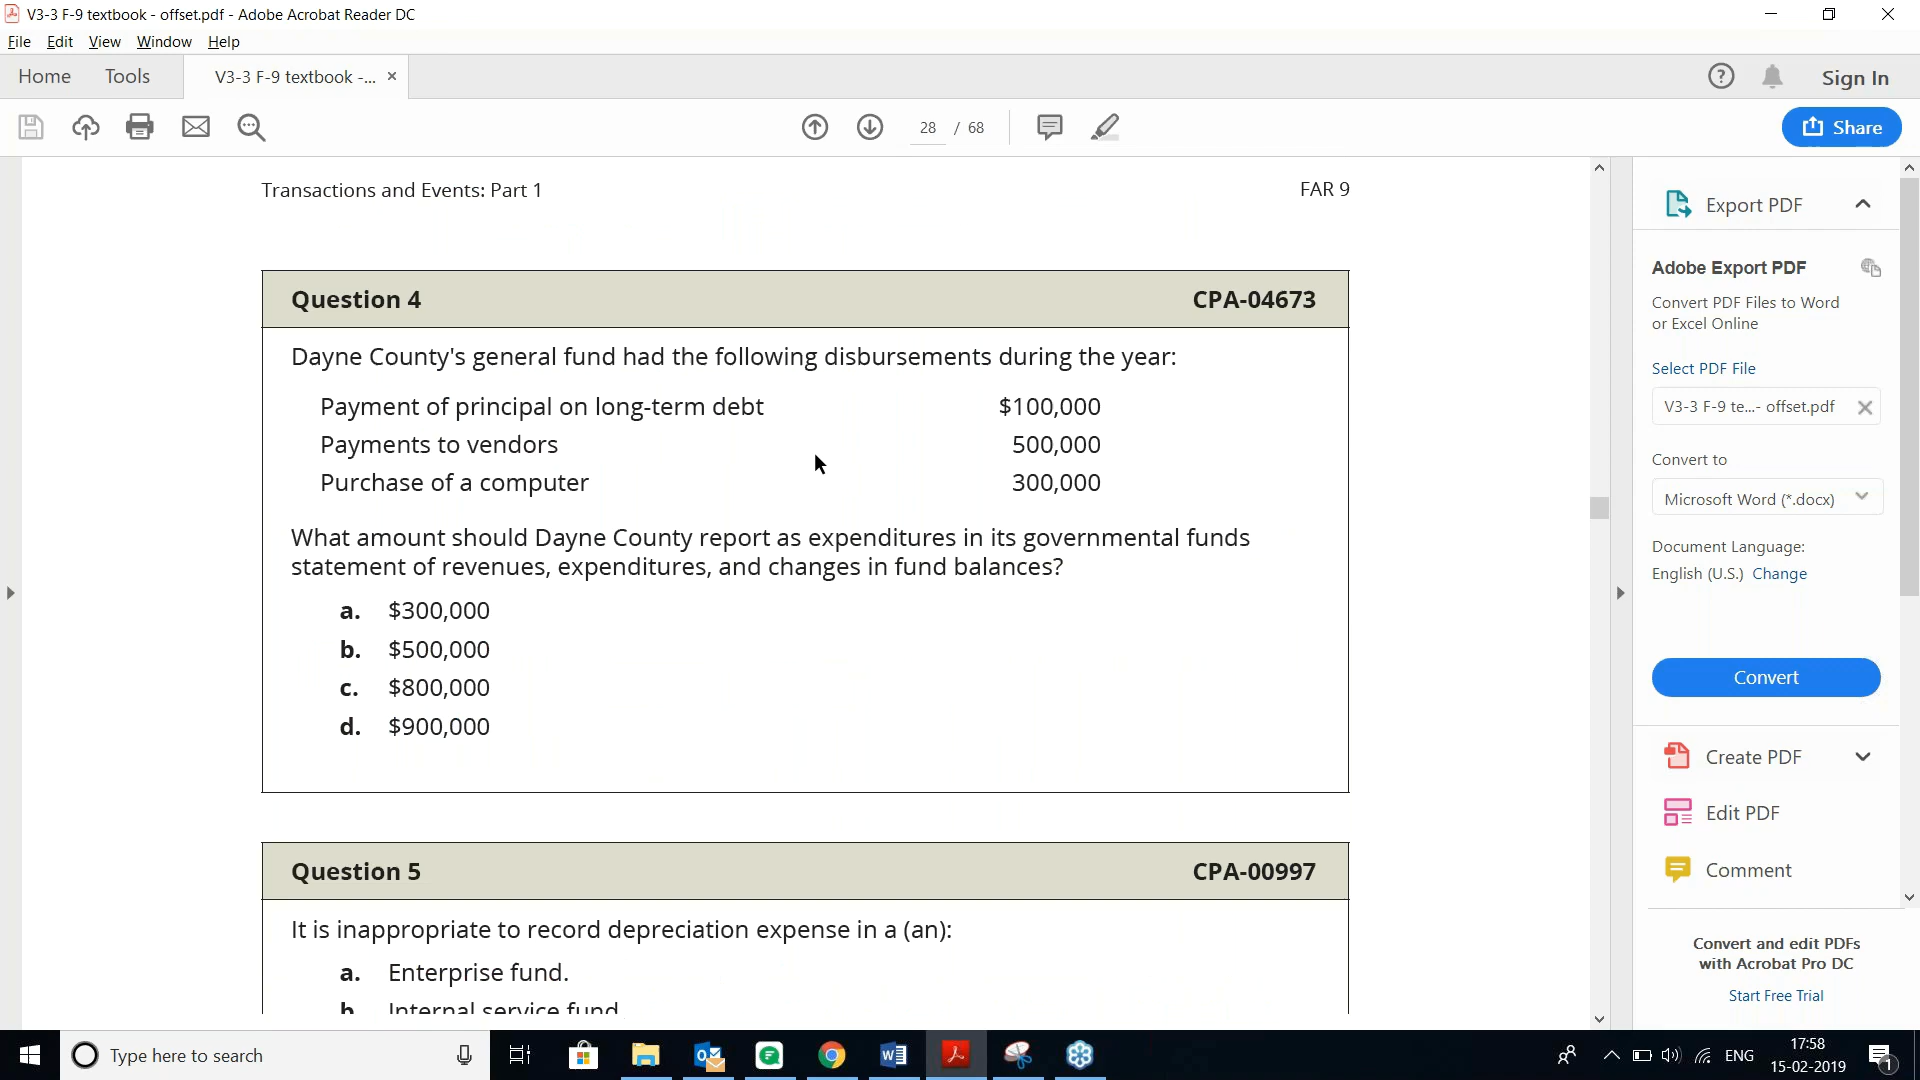 V3-3 F-9 textbook - offset.pdf - Adobe Acrobat Reader DC
File Edit View Window Help
Home Tools V3-3 F-9 textbook -... ×
Sign In
28 / 68
Share
Transactions and Events: Part 1 FAR 9
Question 4 CPA-04673
Dayne County's general fund had the following disbursements during the year:
Payment of principal on long-term debt $100,000
Payments to vendors 500,000
Purchase of a computer 300,000
What amount should Dayne County report as expenditures in its governmental funds
statement of revenues, expenditures, and changes in fund balances?
a. $300,000
b. $500,000
c. $800,000
d. $900,000
Question 5 CPA-00997
It is inappropriate to record depreciation expense in a (an):
a. Enterprise fund.
b Internal service fund
Export PDF
Adobe Export PDF
Convert PDF Files to Word
or Excel Online
Select PDF File
V3-3 F-9 te...- offset.pdf
Convert to
Microsoft Word (*.docx)
Document Language:
English (U.S.) Change
Convert
Create PDF
Edit PDF
Comment
Convert and edit PDFs
with Acrobat Pro DC
Start Free Trial
Type here to search
ENG
17:58
15-02-2019
1